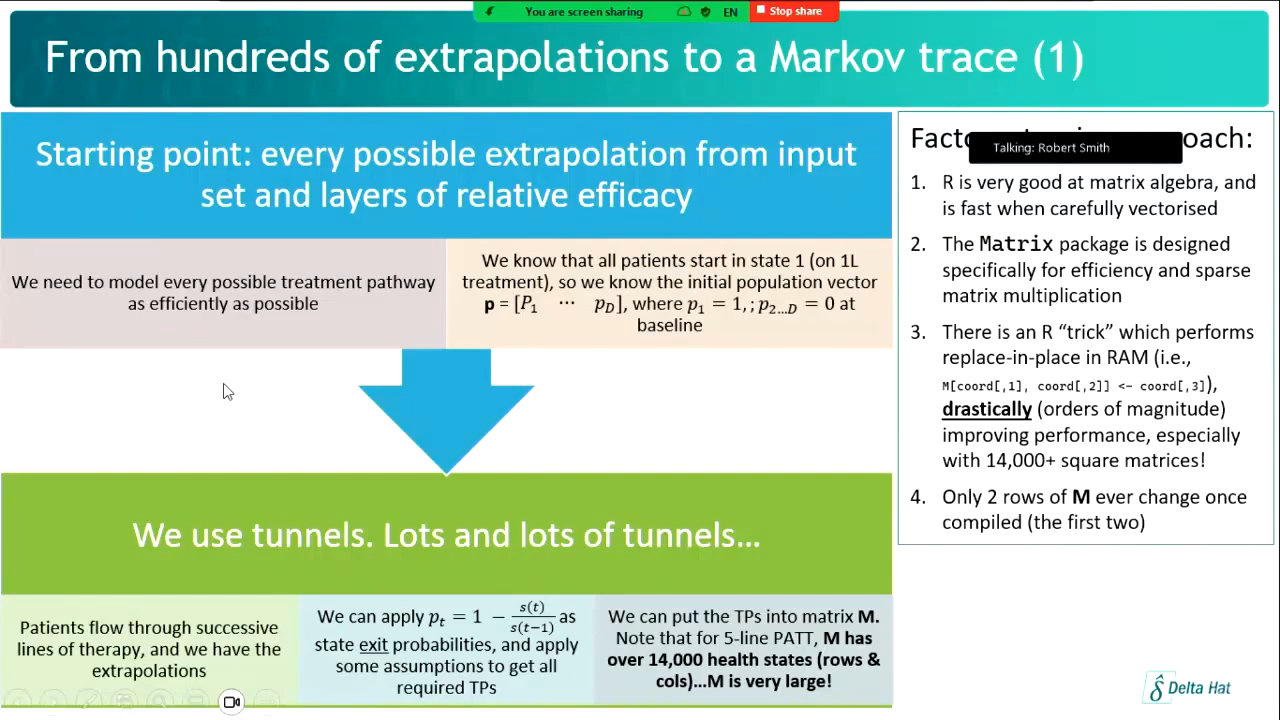 You are screen sharing EN Stop share
From hundreds of extrapolations to a Markov trace (1)
Starting point: every possible extrapolation from input
set and layers of relative efficacy
We need to model every possible treatment pathway
as efficiently as possible
We know that all patients start in state 1 (on 1L
treatment), so we know the initial population vector
p = [P₁ ⋯ p_D], where p₁ = 1,; p₂…D = 0 at
baseline
We use tunnels. Lots and lots of tunnels…
Patients flow through successive
lines of therapy, and we have the
extrapolations
We can apply p_t = 1 − s(t)/s(t−1) as
state exit probabilities, and apply
some assumptions to get all
required TPs
We can put the TPs into matrix M.
Note that for 5-line PATT, M has
over 14,000 health states (rows &
cols)…M is very large!
Talking: Robert Smith
1. R is very good at matrix algebra, and
is fast when carefully vectorised
2. The Matrix package is designed
specifically for efficiency and sparse
matrix multiplication
3. There is an R “trick” which performs
replace-in-place in RAM (i.e.,
M[coord[,1], coord[,2]] <- coord[,3]),
drastically (orders of magnitude)
improving performance, especially
with 14,000+ square matrices!
4. Only 2 rows of M ever change once
compiled (the first two)
δ̂ Delta Hat